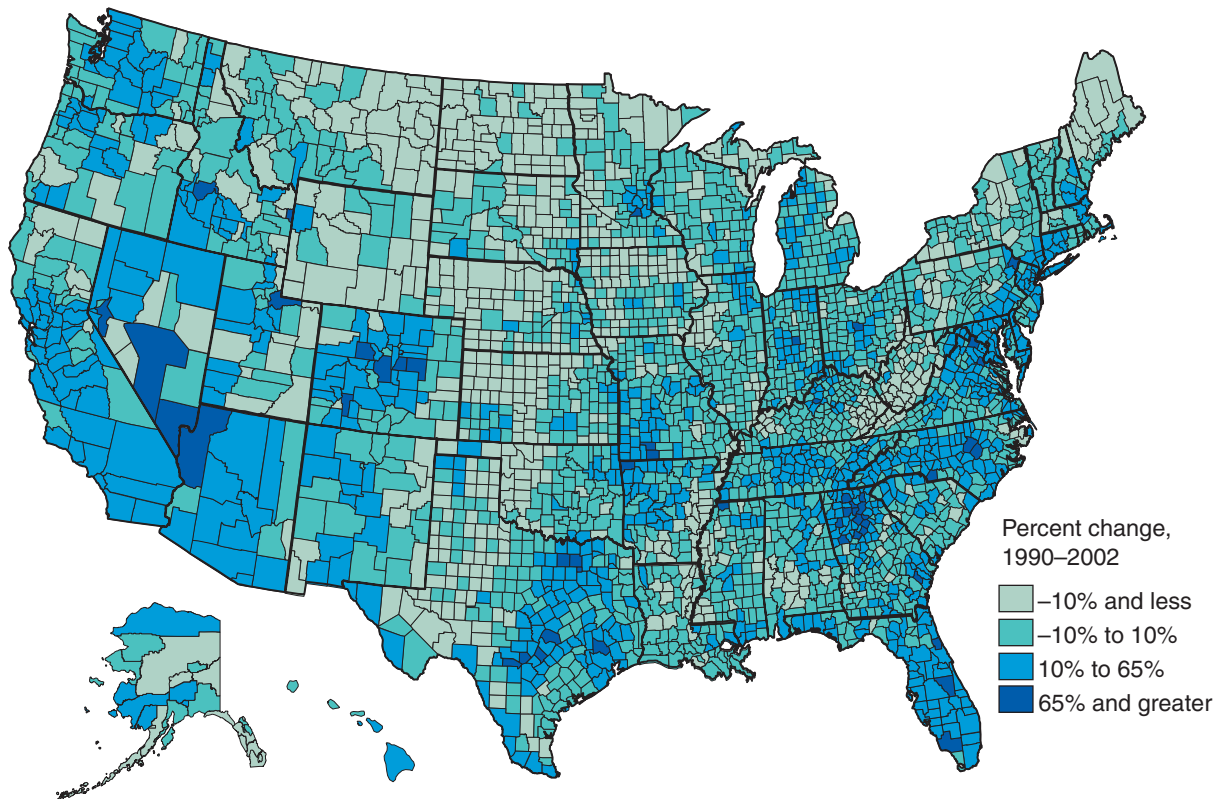 Percent change,
1990–2002
–10% and less
–10% to 10%
10% to 65%
65% and greater